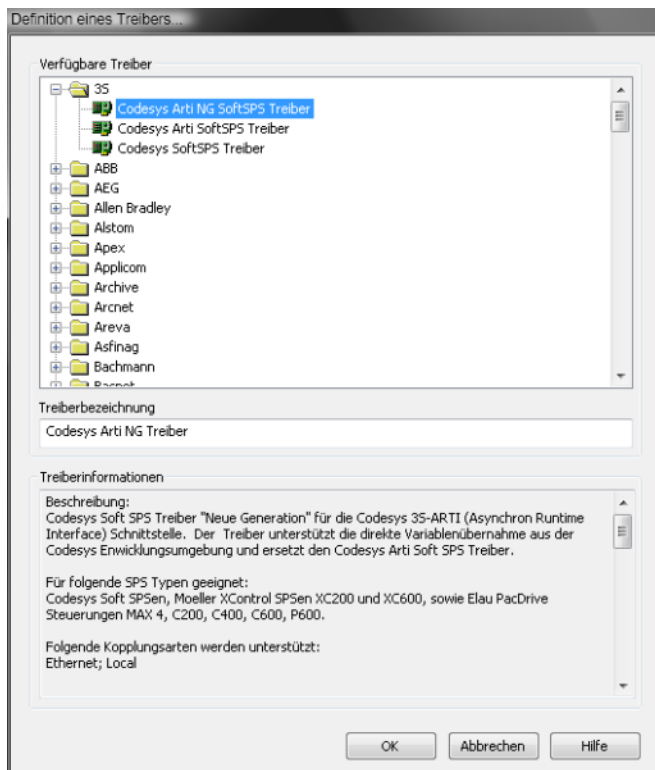 Definition eines Treibers...
Verfügbare Treiber
3S
Codesys Arti NG SoftSPS Treiber
Codesys Arti SoftSPS Treiber
Codesys SoftSPS Treiber
ABB
AEG
Allen Bradley
Alstom
Apex
Applicom
Archive
Arcnet
Areva
Asfinag
Bachmann
Bacnet
Treiberbezeichnung
Codesys Arti NG Treiber
Treiberinformationen
Beschreibung:
Codesys Soft SPS Treiber "Neue Generation" für die Codesys 3S-ARTI (Asynchron Runtime
Interface) Schnittstelle. Der Treiber unterstützt die direkte Variablenübernahme aus der
Codesys Enwicklungsumgebung und ersetzt den Codesys Arti Soft SPS Treiber.
Für folgende SPS Typen geeignet:
Codesys Soft SPSen, Moeller XControl SPSen XC200 und XC600, sowie Elau PacDrive
Steuerungen MAX 4, C200, C400, C600, P600.
Folgende Kopplungsarten werden unterstützt:
Ethernet; Local
OK
Abbrechen
Hilfe